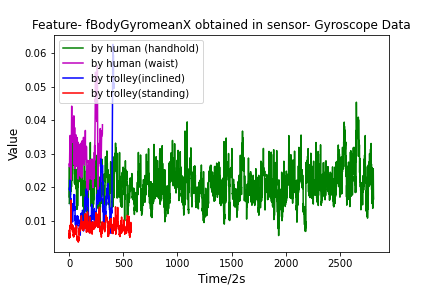 Feature- fBodyGyromeanX obtained in sensor- Gyroscope Data
by human (handhold)
by human (waist)
by trolley(inclined)
by trolley(standing)
Value
0.06
0.05
0.04
0.03
0.02
0.01
0 500 1000 1500 2000 2500
Time/2s